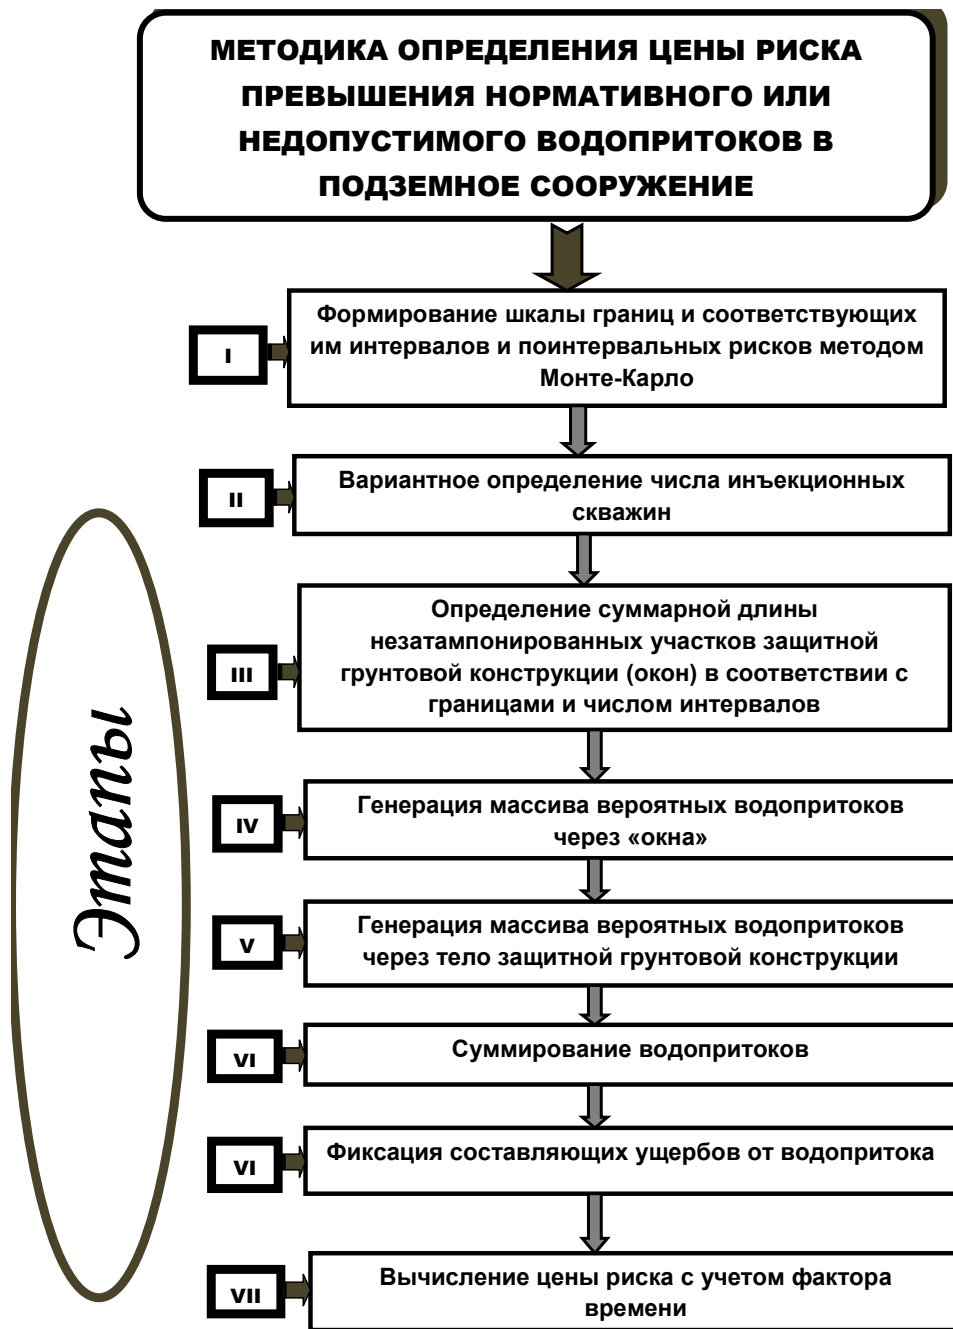 МЕТОДИКА ОПРЕДЕЛЕНИЯ ЦЕНЫ РИСКА
ПРЕВЫШЕНИЯ НОРМАТИВНОГО ИЛИ
НЕДОПУСТИМОГО ВОДОПРИТОКОВ В
ПОДЗЕМНОЕ СООРУЖЕНИЕ
I
Формирование шкалы границ и соответствующих
им интервалов и поинтервальных рисков методом
Монте-Карло
II
Вариантное определение числа инъекционных
скважин
III
Определение суммарной длины
незатампонированных участков защитной
грунтовой конструкции (окон) в соответствии с
границами и числом интервалов
IV
Генерация массива вероятных водопритоков
через «окна»
V
Генерация массива вероятных водопритоков
через тело защитной грунтовой конструкции
VI
Суммирование водопритоков
VI
Фиксация составляющих ущербов от водопритока
VII
Вычисление цены риска с учетом фактора
времени
Этапы